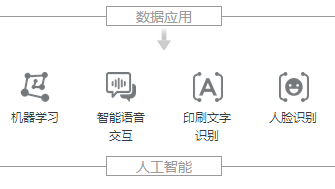 数据应用
机器学习
智能语音
交互
印刷文字
识别
人脸识别
人工智能